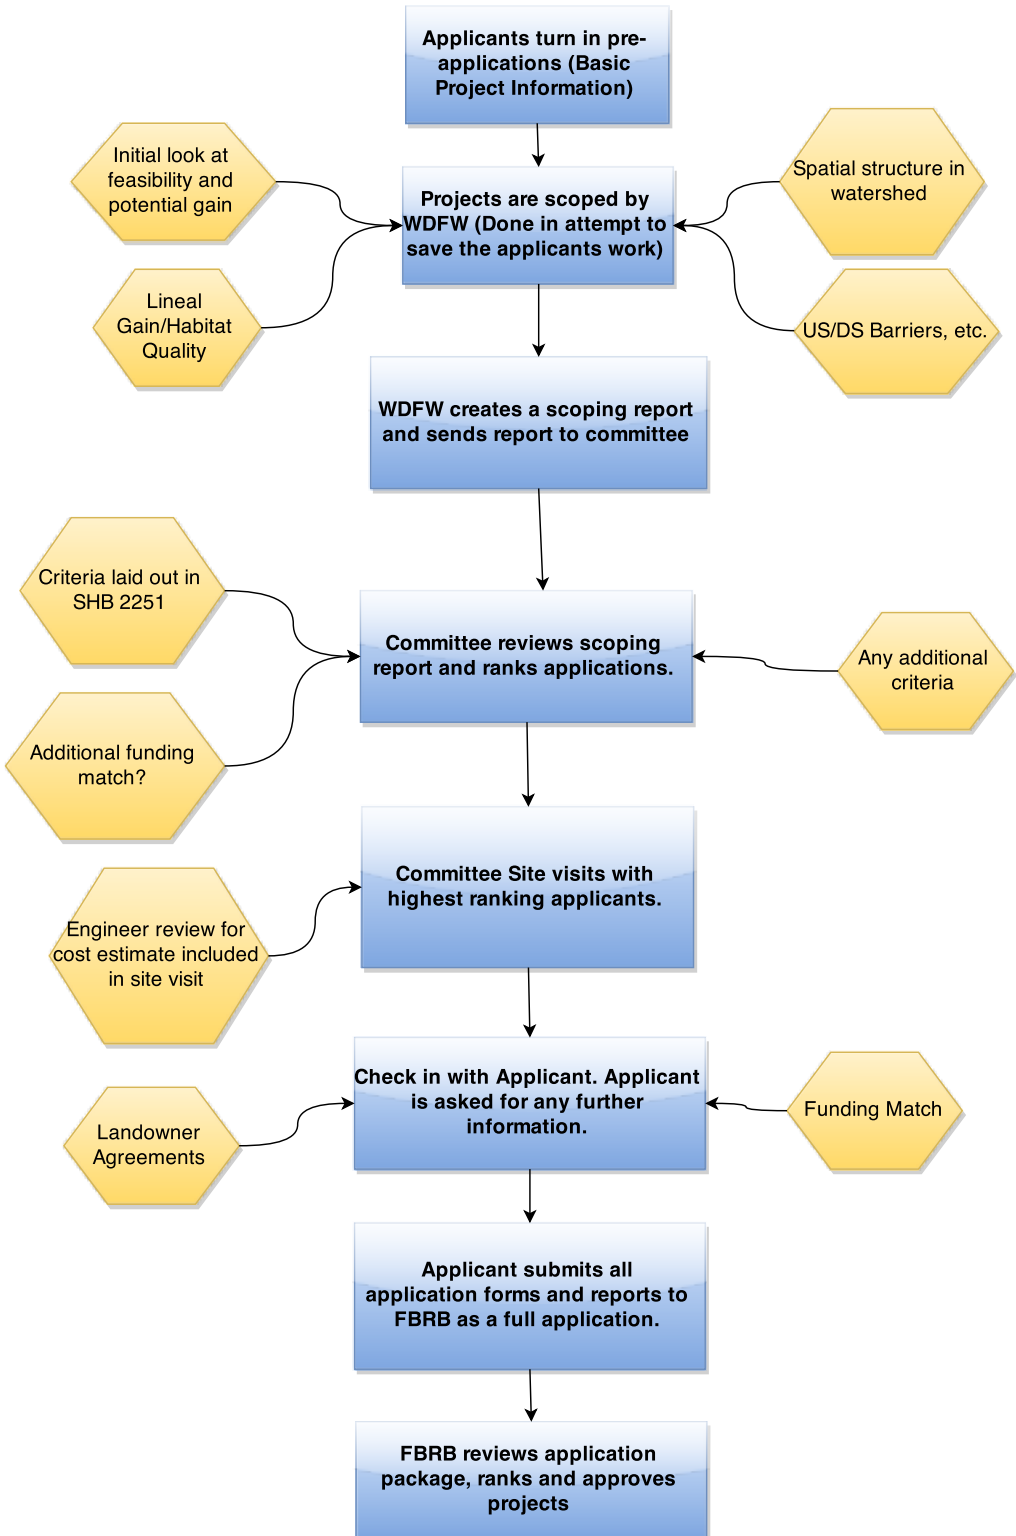 Applicants turn in pre-
applications (Basic
Project Information)
Initial look at
feasibility and
potential gain
Spatial structure in
watershed
Projects are scoped by
WDFW (Done in attempt to
save the applicants work)
Lineal
Gain/Habitat
Quality
US/DS Barriers, etc.
WDFW creates a scoping report
and sends report to committee
Criteria laid out in
SHB 2251
Committee reviews scoping
report and ranks applications.
Any additional
criteria
Additional funding
match?
Committee Site visits with
highest ranking applicants.
Engineer review for
cost estimate included
in site visit
Check in with Applicant. Applicant
is asked for any further
information.
Funding Match
Landowner
Agreements
Applicant submits all
application forms and reports to
FBRB as a full application.
FBRB reviews application
package, ranks and approves
projects